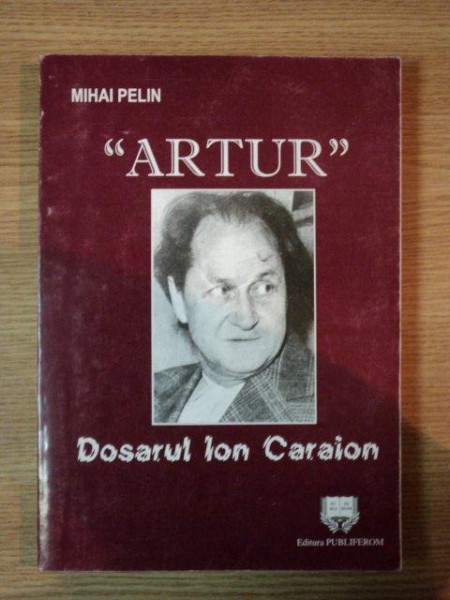 MIHAI PELIN
“ARTUR”
Dosarul Ion Caraion
Editura PUBLIFEROM